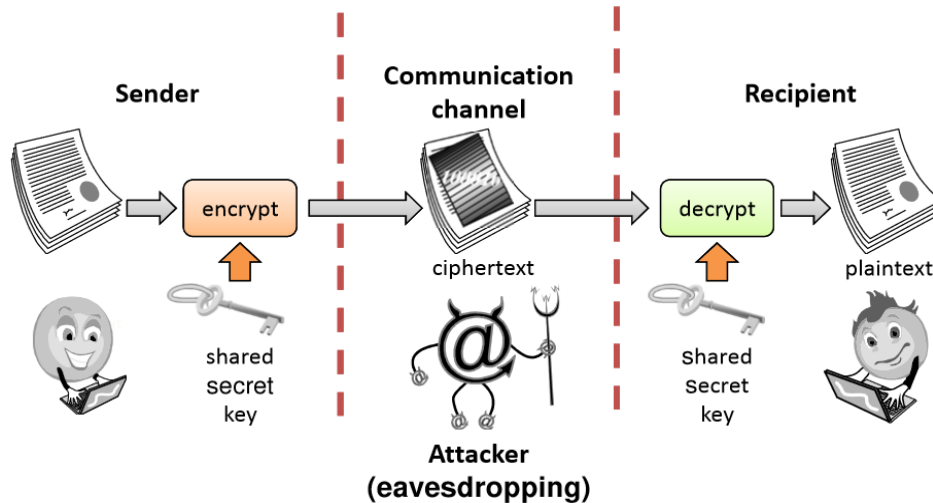 Sender
Communication
channel
Recipient
encrypt
decrypt
ciphertext
plaintext
shared
secret
key
@
shared
secret
key
Attacker
(eavesdropping)